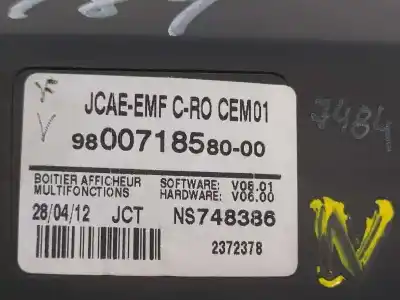 JCAE-EMF C-RO CEM01
9800718580-00
BOITIER AFFICHEUR SOFTWARE: V08.01
MULTIFONCTIONS HARDWARE: V06.00
28/04/12 JCT NS748386
2372378
7484
N